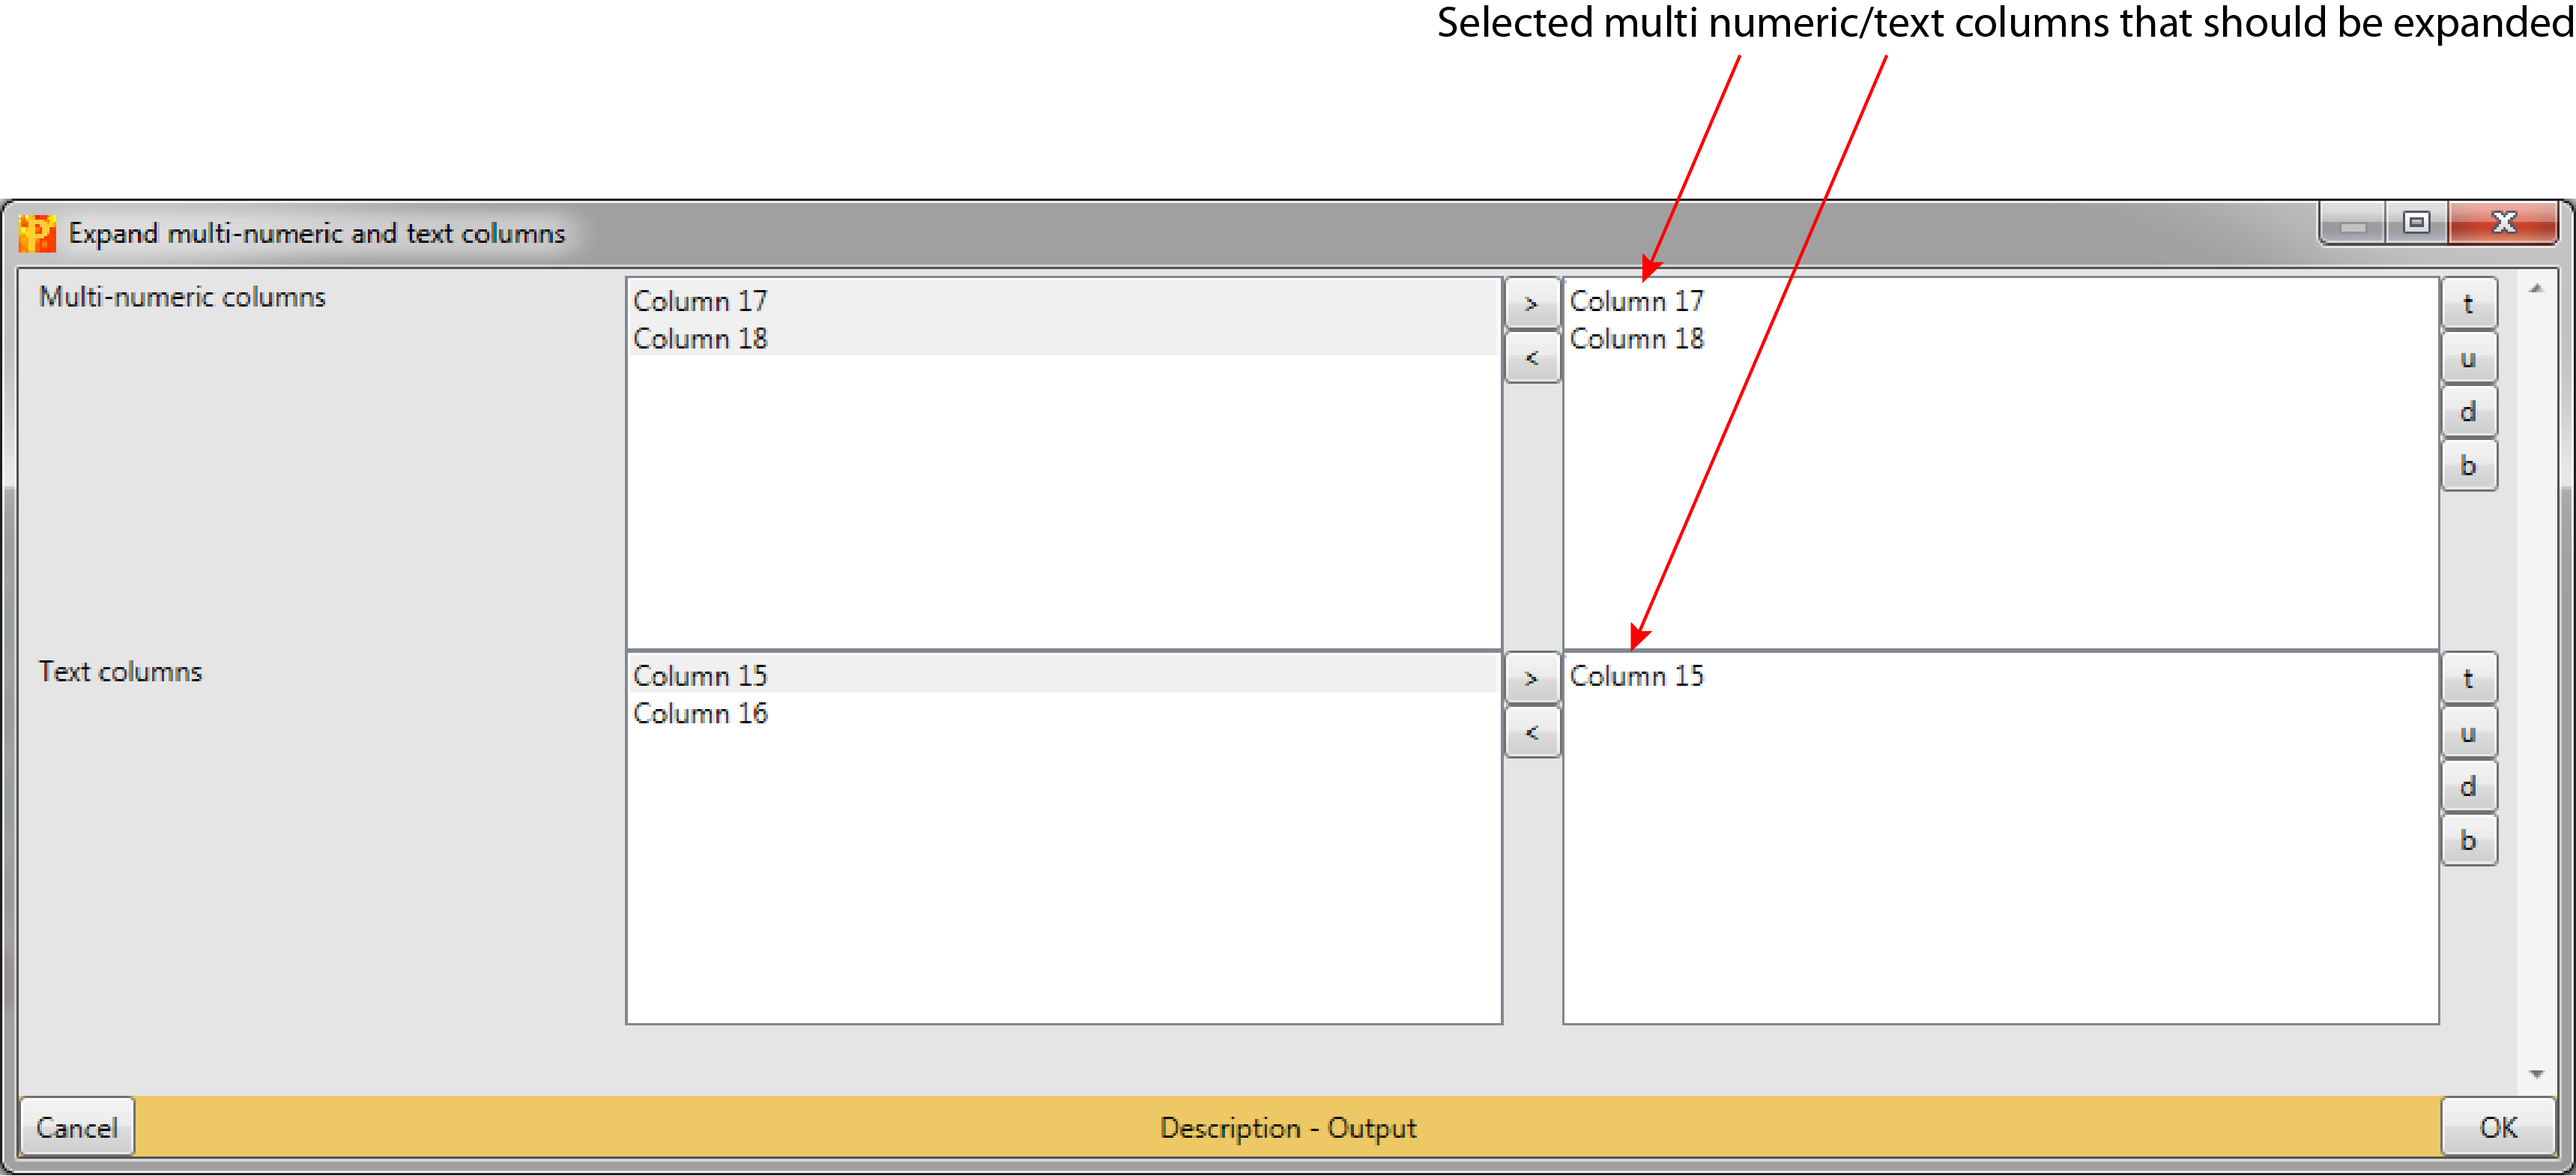 Selected multi numeric/text columns that should be expanded
P Expand multi-numeric and text columns X
Multi-numeric columns
Column 17
Column 18
>
<
Column 17
Column 18
t
u
d
b
Text columns
Column 15
Column 16
>
<
Column 15
t
u
d
b
Cancel
Description - Output
OK